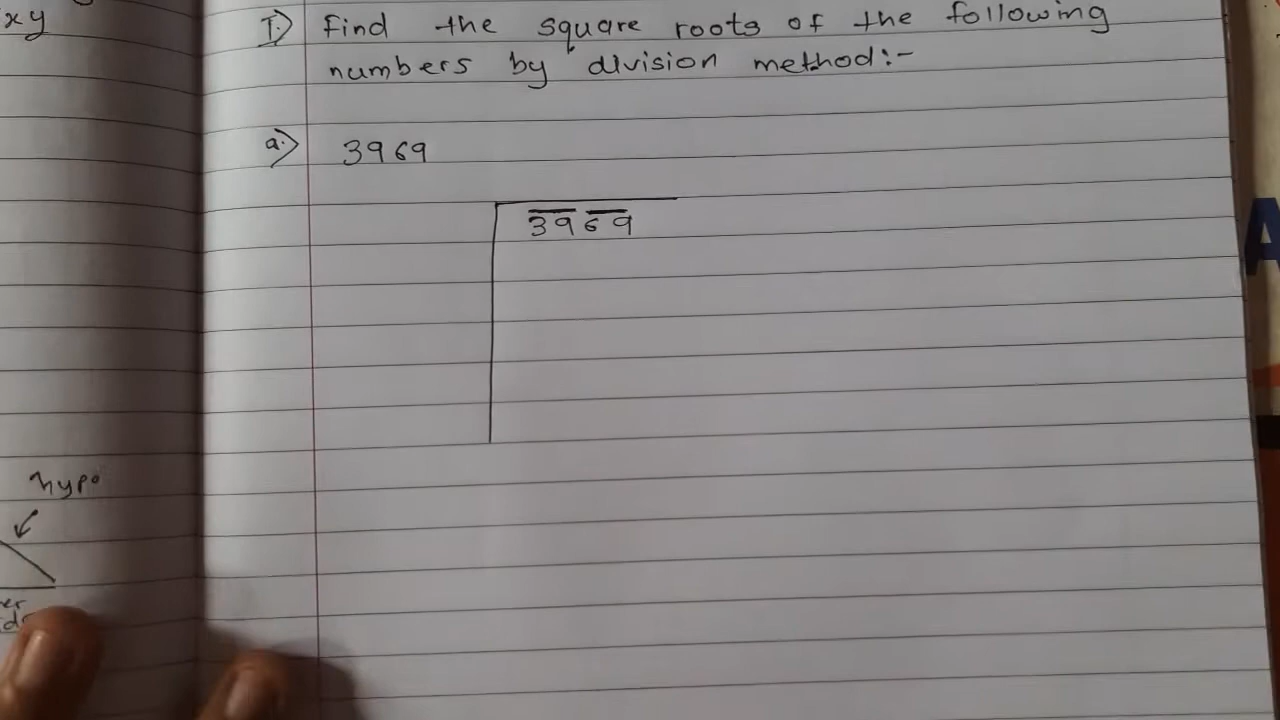 xy
I.) Find the square roots of the following
numbers by division method:-
a.) 3969
3969
hypo
A